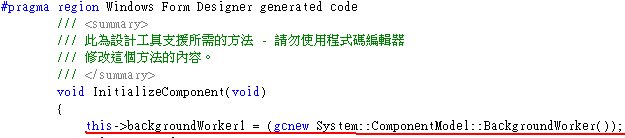 #pragma region Windows Form Designer generated code
/// <summary>
/// 此為設計工具支援所需的方法 - 請勿使用程式碼編輯器
/// 修改這個方法的內容。
/// </summary>
void InitializeComponent(void)
{
this->backgroundWorker1 = (gcnew System::ComponentModel::BackgroundWorker());